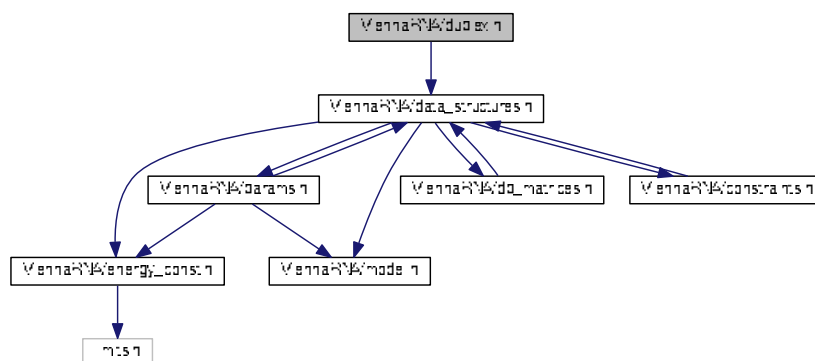 ViennaRNA/duplex.h
ViennaRNA/data_structures.h
ViennaRNA/params.h
ViennaRNA/dp_matrices.h
ViennaRNA/constraints.h
ViennaRNA/energy_const.h
ViennaRNA/model.h
limits.h